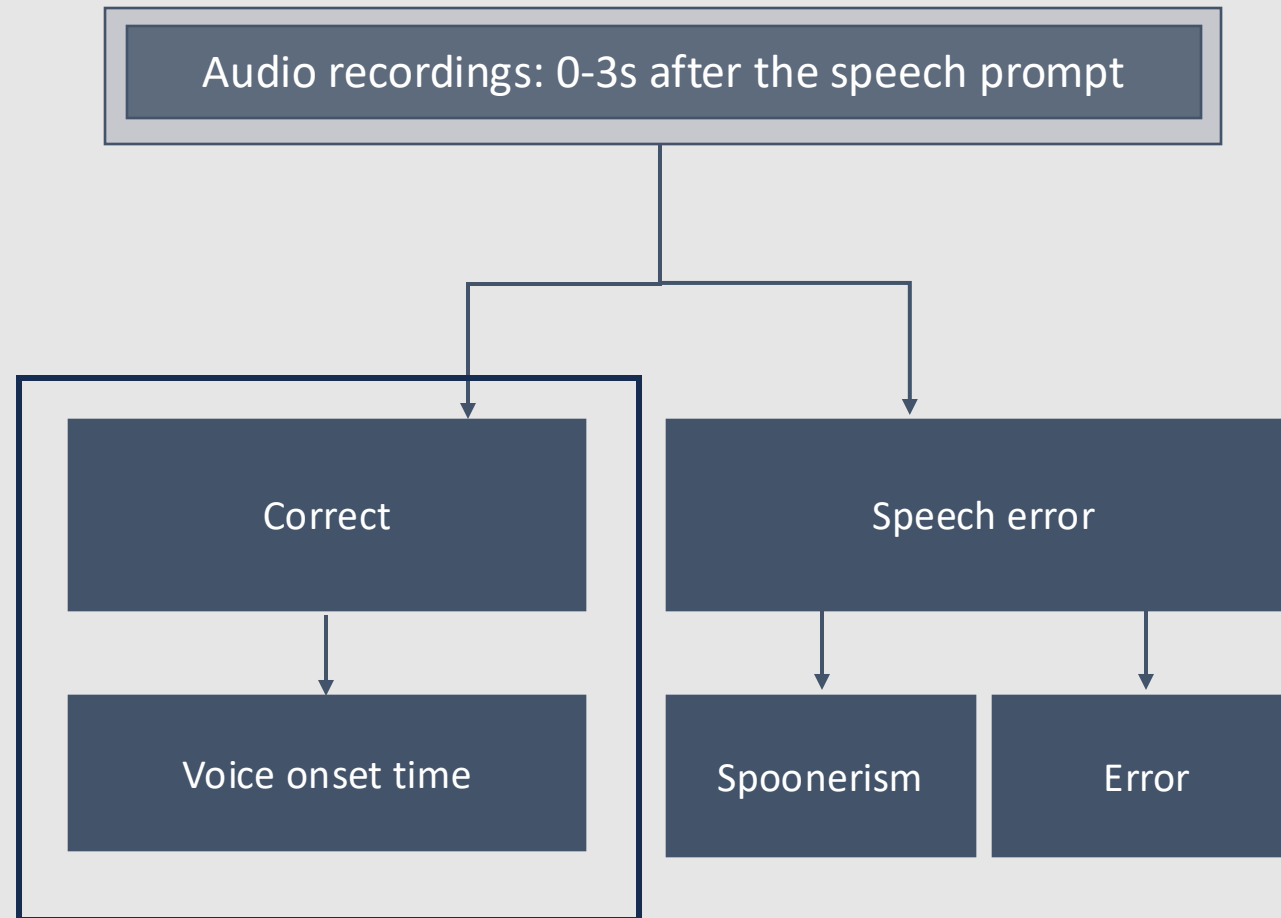 Audio recordings: 0-3s after the speech prompt
Correct
Speech error
Voice onset time
Spoonerism
Error